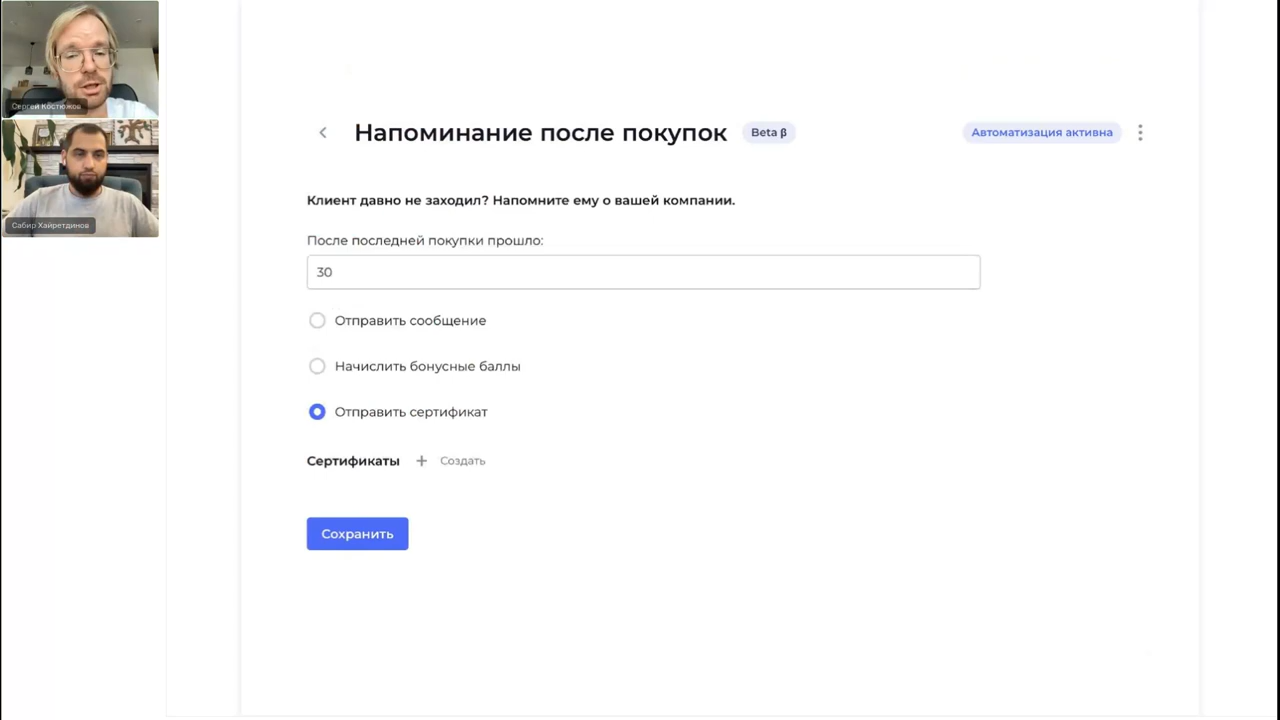 Сергей Костюжов
Сабир Хайретдинов
Напоминание после покупок
Beta β
Автоматизация активна
Клиент давно не заходил? Напомните ему о вашей компании.
После последней покупки прошло:
30
Отправить сообщение
Начислить бонусные баллы
Отправить сертификат
Сертификаты + Создать
Сохранить